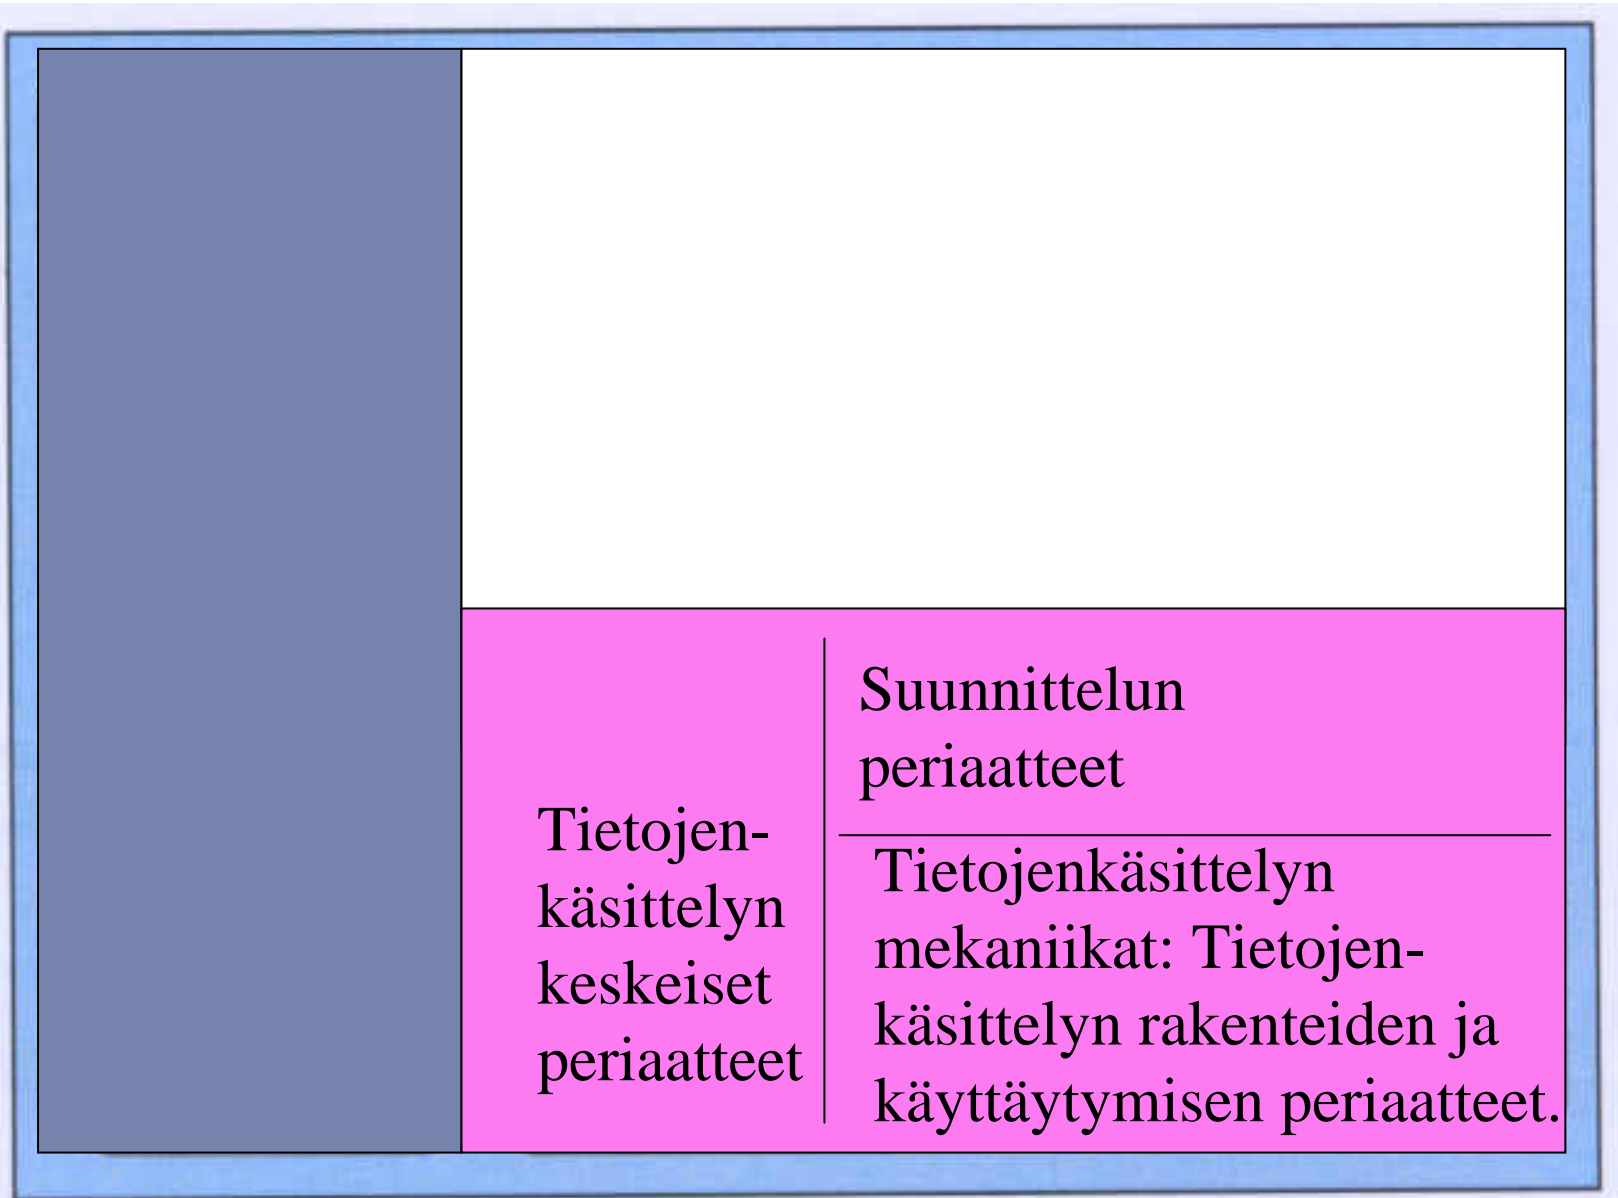 Tietojen-
käsittelyn
keskeiset
periaatteet
Suunnittelun
periaatteet
Tietojenkäsittelyn
mekaniikat: Tietojen-
käsittelyn rakenteiden ja
käyttäytymisen periaatteet.